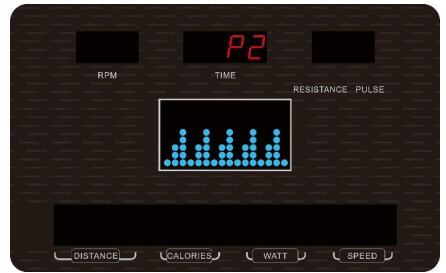 P2
RPM TIME
RESISTANCE PULSE
DISTANCE CALORIES WATT SPEED